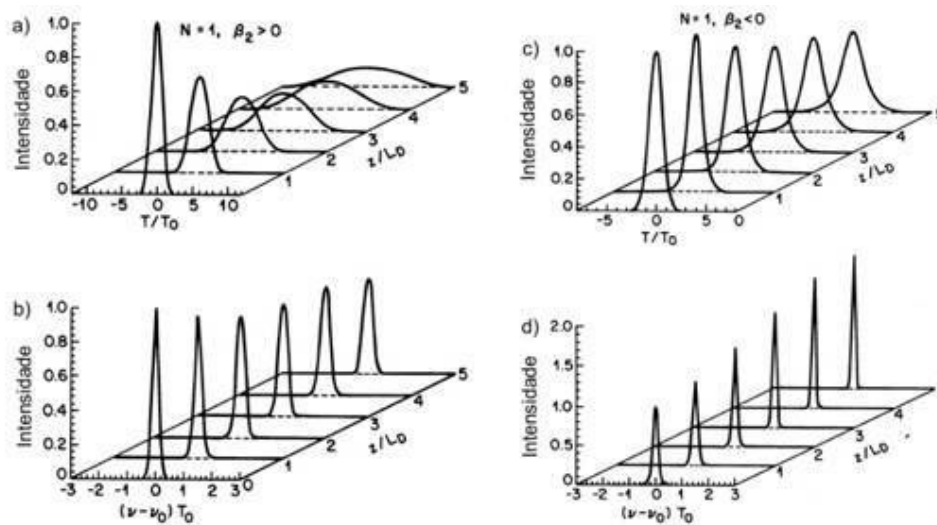 a)
N = 1, β₂ > 0
Intensidade
1.0
0.8
0.6
0.4
0.2
0
-10 -5 0 5 10
T/T₀
1 2 3 4 5
z/L_D
c)
N = 1, β₂ < 0
Intensidade
1.0
0.8
0.6
0.4
0.2
0
-5 0 5 0
T/T₀
1 2 3 4
z/L_D
b)
Intensidade
1.0
0.8
0.6
0.4
0.2
0
-3 -2 -1 0 1 2 3 0
(ν-ν₀) T₀
1 2 3 4 5
z/L_D
d)
Intensidade
2.0
1.5
1.0
0.5
0
-3 -2 -1 0 1 2 3
(ν-ν₀) T₀
1 2 3 4
z/L_D